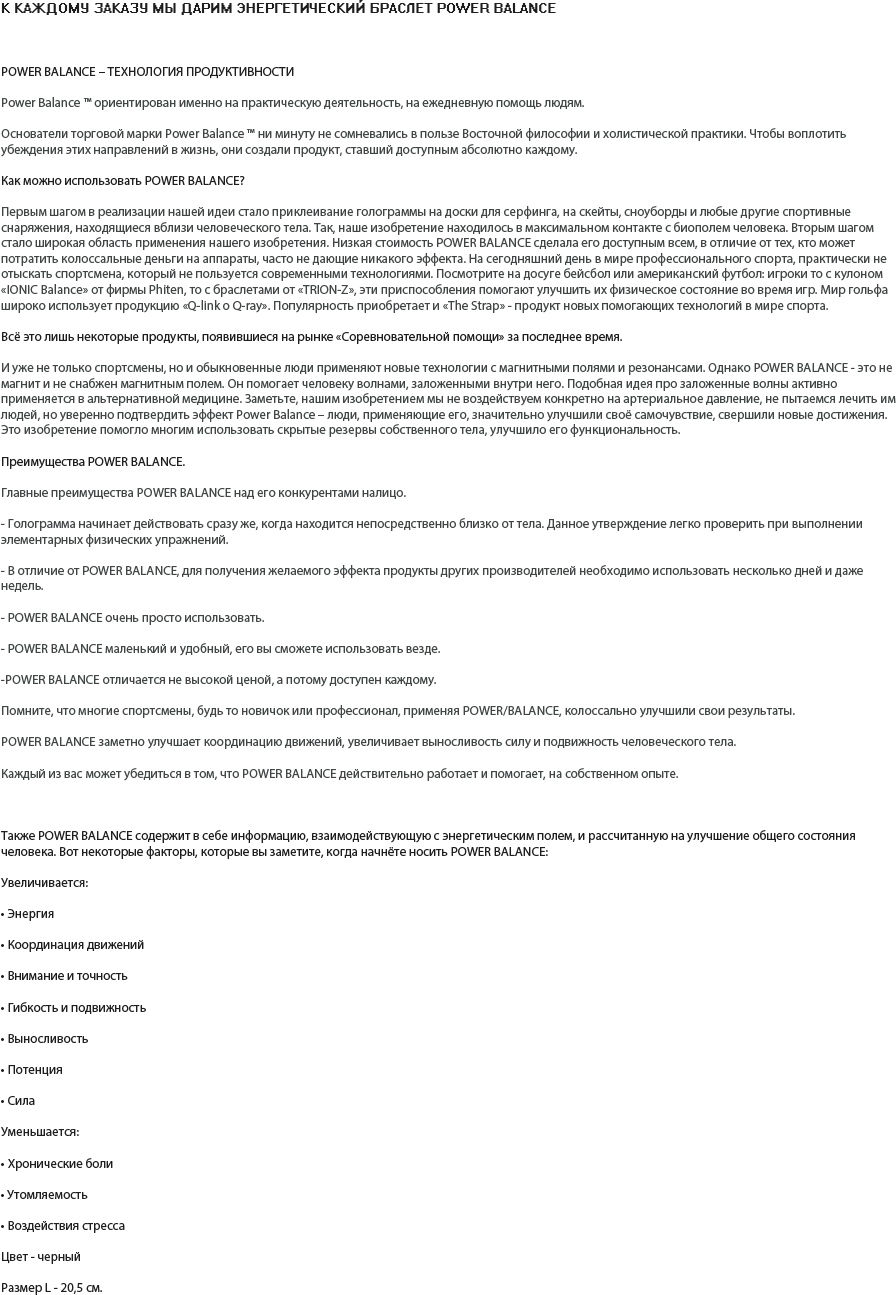 К КАЖДОМУ ЗАКАЗУ МЫ ДАРИМ ЭНЕРГЕТИЧЕСКИЙ БРАСЛЕТ POWER BALANCE
POWER BALANCE – ТЕХНОЛОГИЯ ПРОДУКТИВНОСТИ
Power Balance ™ ориентирован именно на практическую деятельность, на ежедневную помощь людям.
Основатели торговой марки Power Balance ™ ни минуту не сомневались в пользе Восточной философии и холистической практики. Чтобы воплотить
убеждения этих направлений в жизнь, они создали продукт, ставший доступным абсолютно каждому.
Как можно использовать POWER BALANCE?
Первым шагом в реализации нашей идеи стало приклеивание голограммы на доски для серфинга, на скейты, сноуборды и любые другие спортивные
снаряжения, находящиеся вблизи человеческого тела. Так, наше изобретение находилось в максимальном контакте с биополем человека. Вторым шагом
стало широкая область применения нашего изобретения. Низкая стоимость POWER BALANCE сделала его доступным всем, в отличие от тех, кто может
потратить колоссальные деньги на аппараты, часто не дающие никакого эффекта. На сегодняшний день в мире профессионального спорта, практически не
отыскать спортсмена, который не пользуется современными технологиями. Посмотрите на досуге бейсбол или американский футбол: игроки то с кулоном
«IONIC Balance» от фирмы Phiten, то с браслетами от «TRION-Z», эти приспособления помогают улучшить их физическое состояние во время игр. Мир гольфа
широко использует продукцию «Q-link о Q-ray». Популярность приобретает и «The Strap» - продукт новых помогающих технологий в мире спорта.
Всё это лишь некоторые продукты, появившиеся на рынке «Соревновательной помощи» за последнее время.
И уже не только спортсмены, но и обыкновенные люди применяют новые технологии с магнитными полями и резонансами. Однако POWER BALANCE - это не
магнит и не снабжен магнитным полем. Он помогает человеку волнами, заложенными внутри него. Подобная идея про заложенные волны активно
применяется в альтернативной медицине. Заметьте, нашим изобретением мы не воздействуем конкретно на артериальное давление, не пытаемся лечить им
людей, но уверенно подтвердить эффект Power Balance – люди, применяющие его, значительно улучшили своё самочувствие, свершили новые достижения.
Это изобретение помогло многим использовать скрытые резервы собственного тела, улучшило его функциональность.
Преимущества POWER BALANCE.
Главные преимущества POWER BALANCE над его конкурентами налицо.
- Голограмма начинает действовать сразу же, когда находится непосредственно близко от тела. Данное утверждение легко проверить при выполнении
элементарных физических упражнений.
- В отличие от POWER BALANCE, для получения желаемого эффекта продукты других производителей необходимо использовать несколько дней и даже
недель.
- POWER BALANCE очень просто использовать.
- POWER BALANCE маленький и удобный, его вы сможете использовать везде.
-POWER BALANCE отличается не высокой ценой, а потому доступен каждому.
Помните, что многие спортсмены, будь то новичок или профессионал, применяя POWER/BALANCE, колоссально улучшили свои результаты.
POWER BALANCE заметно улучшает координацию движений, увеличивает выносливость силу и подвижность человеческого тела.
Каждый из вас может убедиться в том, что POWER BALANCE действительно работает и помогает, на собственном опыте.
Также POWER BALANCE содержит в себе информацию, взаимодействующую с энергетическим полем, и рассчитанную на улучшение общего состояния
человека. Вот некоторые факторы, которые вы заметите, когда начнёте носить POWER BALANCE:
Увеличивается:
• Энергия
• Координация движений
• Внимание и точность
• Гибкость и подвижность
• Выносливость
• Потенция
• Сила
Уменьшается:
• Хронические боли
• Утомляемость
• Воздействия стресса
Цвет - черный
Размер L - 20,5 см.